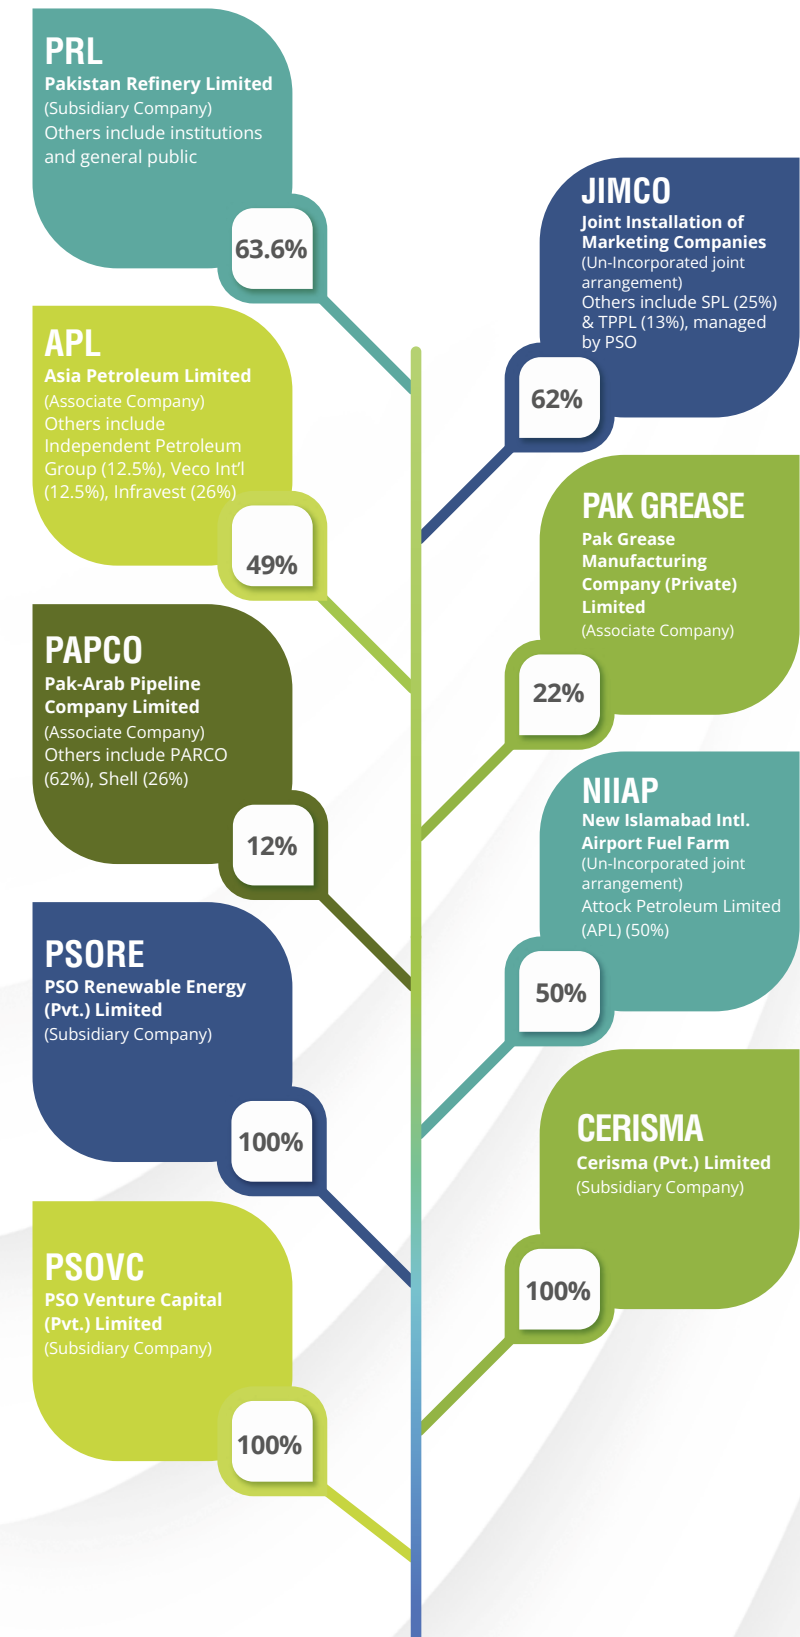 PRL
Pakistan Refinery Limited
(Subsidiary Company)
Others include institutions
and general public
63.6%
APL
Asia Petroleum Limited
(Associate Company)
Others include
Independent Petroleum
Group (12.5%), Veco Int'l
(12.5%), Infravest (26%)
49%
PAPCO
Pak-Arab Pipeline
Company Limited
(Associate Company)
Others include PARCO
(62%), Shell (26%)
12%
PSORE
PSO Renewable Energy
(Pvt.) Limited
(Subsidiary Company)
100%
PSOVC
PSO Venture Capital
(Pvt.) Limited
(Subsidiary Company)
100%
JIMCO
Joint Installation of
Marketing Companies
(Un-Incorporated joint
arrangement)
Others include SPL (25%)
& TPPL (13%), managed
by PSO
62%
PAK GREASE
Pak Grease
Manufacturing
Company (Private)
Limited
(Associate Company)
22%
NIIAP
New Islamabad Intl.
Airport Fuel Farm
(Un-Incorporated joint
arrangement)
Attock Petroleum Limited
(APL) (50%)
50%
CERISMA
Cerisma (Pvt.) Limited
(Subsidiary Company)
100%